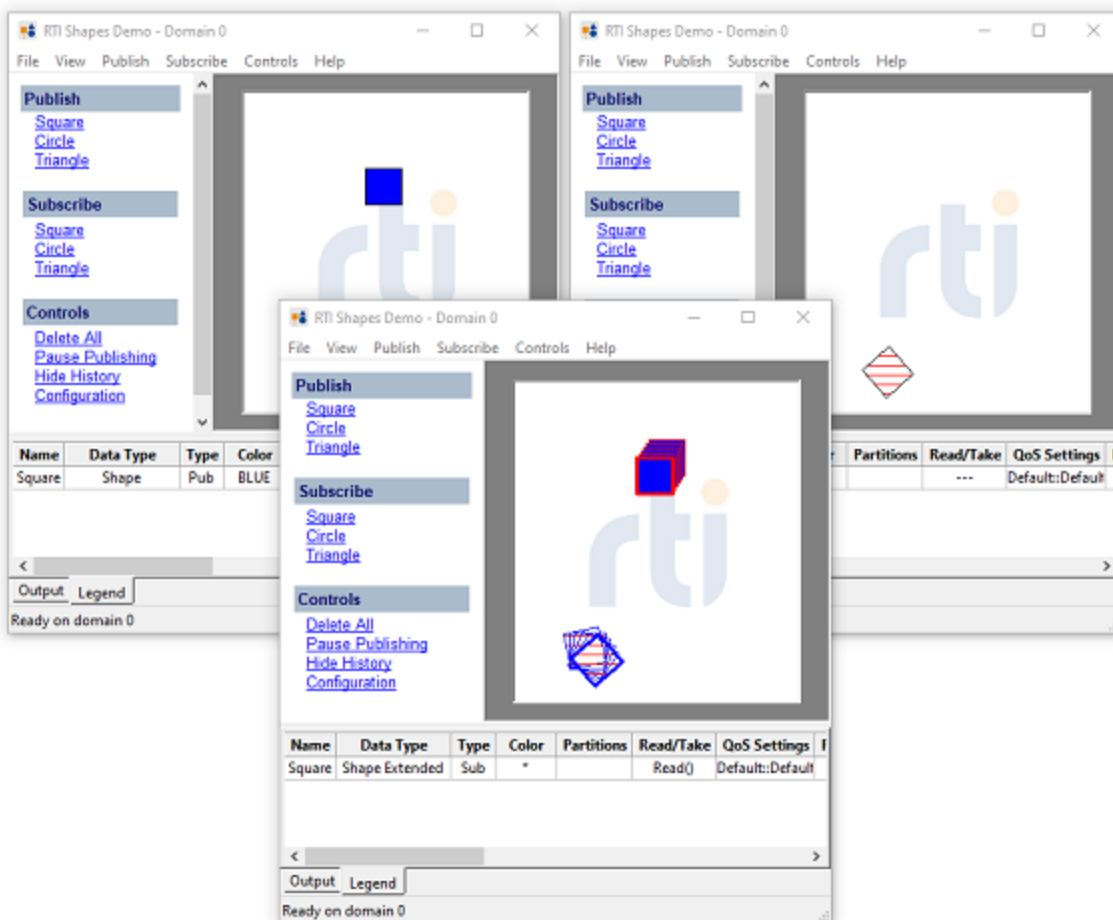 RTI Shapes Demo - Domain 0
File View Publish Subscribe Controls Help
Publish
Square
Circle
Triangle
Subscribe
Square
Circle
Triangle
Controls
Delete All
Pause Publishing
Hide History
Configuration
rti
Name Data Type Type Color
Square Shape Pub BLUE
Output Legend
Ready on domain 0
RTI Shapes Demo - Domain 0
File View Publish Subscribe Controls Help
Publish
Square
Circle
Triangle
Subscribe
Square
Circle
Triangle
rti
Partitions Read/Take QoS Settings
--- Default::Default
RTI Shapes Demo - Domain 0
File View Publish Subscribe Controls Help
Publish
Square
Circle
Triangle
Subscribe
Square
Circle
Triangle
Controls
Delete All
Pause Publishing
Hide History
Configuration
rti
Name Data Type Type Color Partitions Read/Take QoS Settings
Square Shape Extended Sub * Read() Default::Default
Output Legend
Ready on domain 0